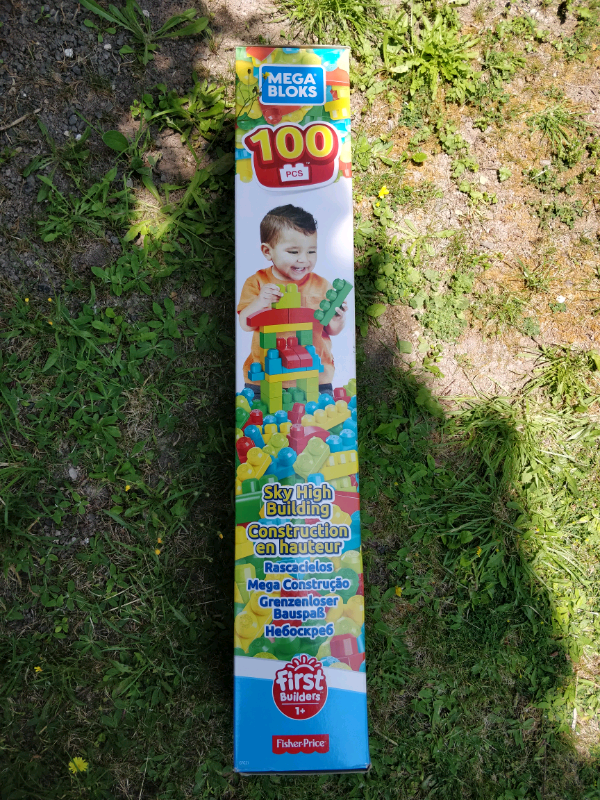 MEGA
BLOKS
100
PCS
Sky High
Building
Construction
en hauteur
Rascacielos
Mega Construção
Grenzenloser
Bauspaß
Небоскреб
First
Builders
1+
Fisher-Price